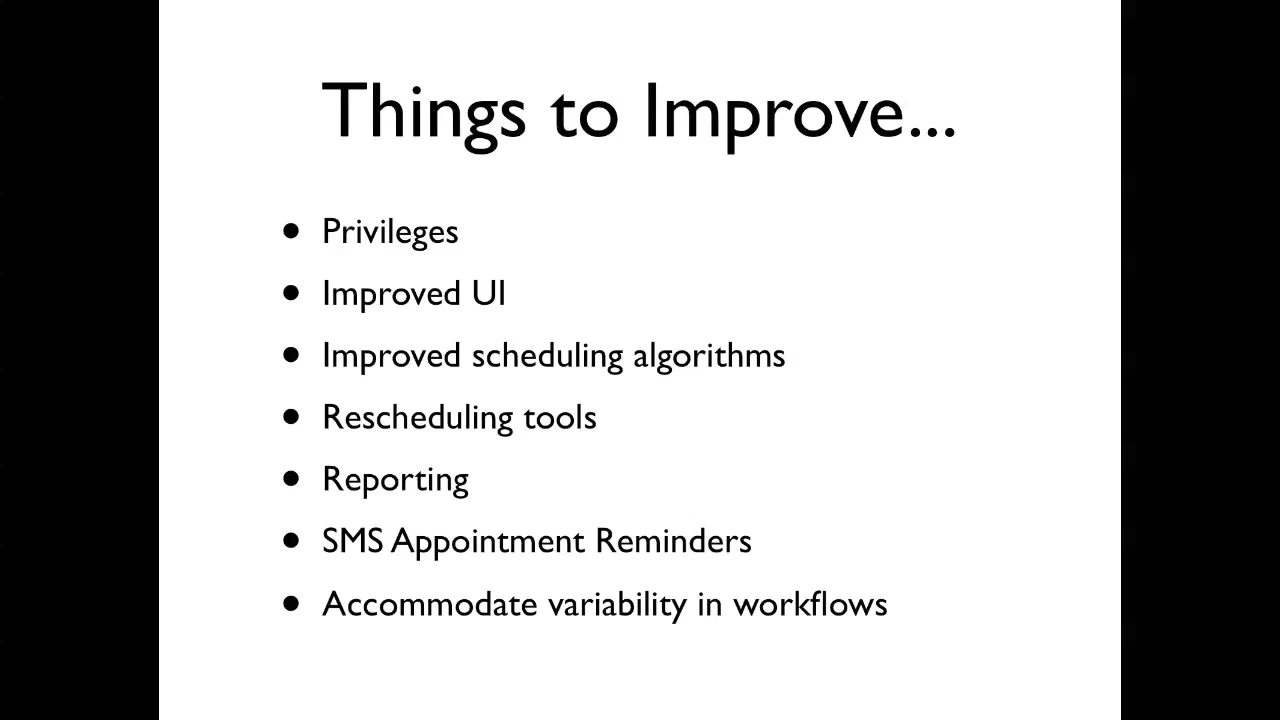 Things to Improve...
• Privileges
• Improved UI
• Improved scheduling algorithms
• Rescheduling tools
• Reporting
• SMS Appointment Reminders
• Accommodate variability in workflows